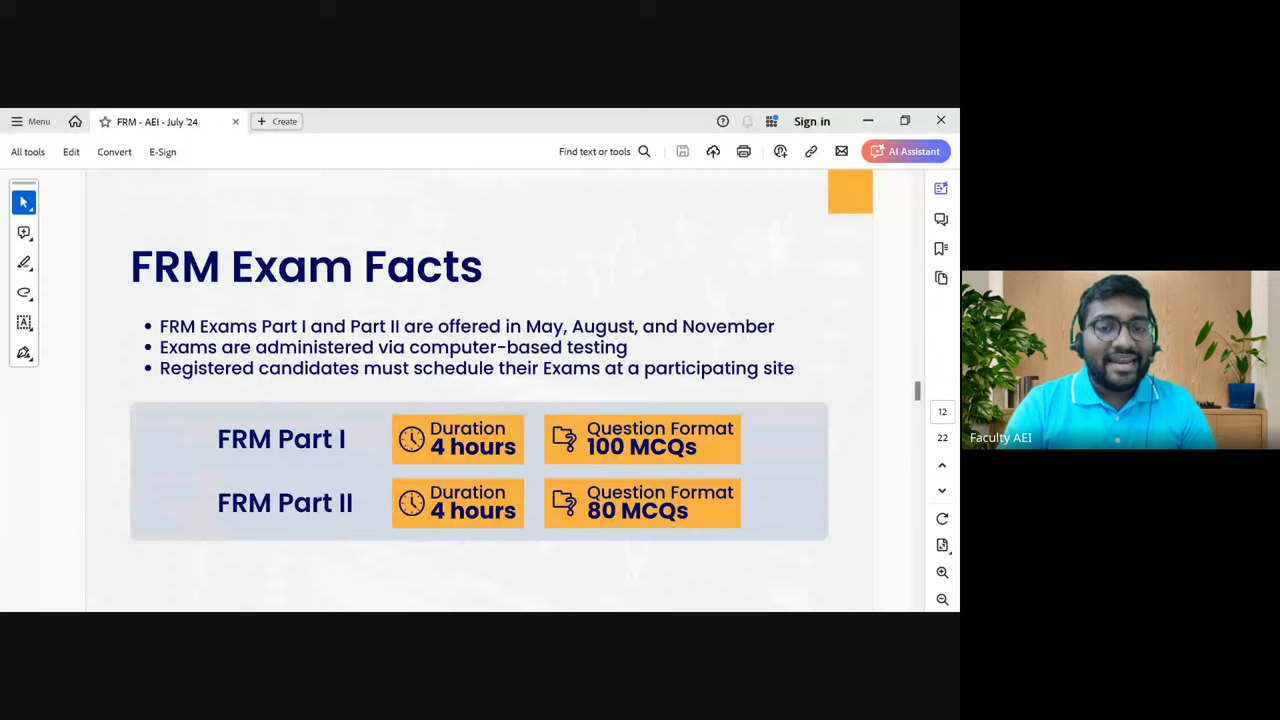 Menu
FRM - AEI - July '24
Create
Sign in
All tools
Edit
Convert
E-Sign
Find text or tools
AI Assistant
FRM Exam Facts
• FRM Exams Part I and Part II are offered in May, August, and November
• Exams are administered via computer-based testing
• Registered candidates must schedule their Exams at a participating site
FRM Part I
Duration
4 hours
Question Format
100 MCQs
FRM Part II
Duration
4 hours
Question Format
80 MCQs
12
22
Faculty AEI